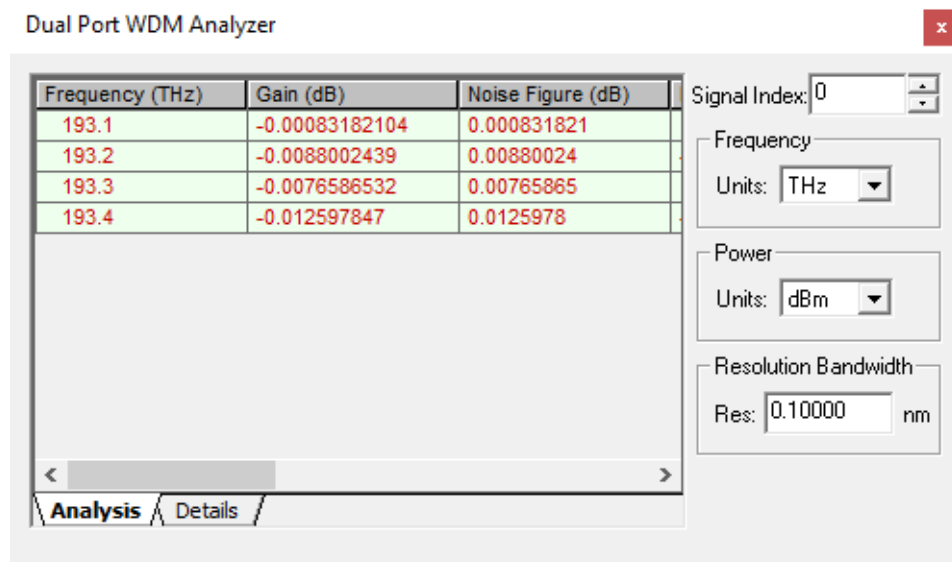 Dual Port WDM Analyzer x
Frequency (THz) Gain (dB) Noise Figure (dB) Signal Index: 0
193.1 -0.00083182104 0.000831821
193.2 -0.0088002439 0.00880024
193.3 -0.0076586532 0.00765865
193.4 -0.012597847 0.0125978
Frequency
Units: THz
Power
Units: dBm
Resolution Bandwidth
Res: 0.10000 nm
Analysis Details